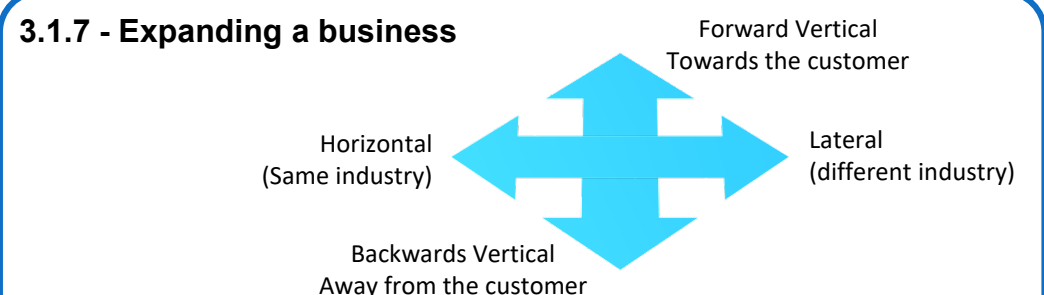 3.1.7 - Expanding a business
Forward Vertical
Towards the customer
Horizontal
(Same industry)
Lateral
(different industry)
Backwards Vertical
Away from the customer